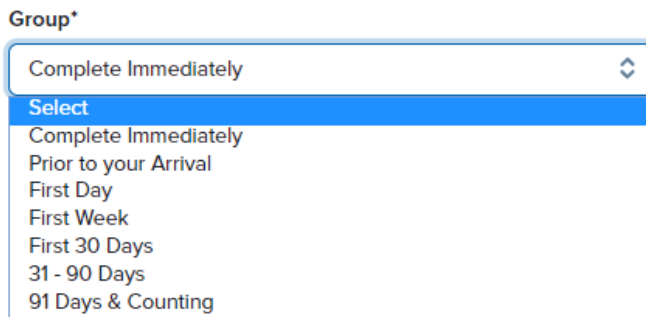 Group*
Complete Immediately
Select
Complete Immediately
Prior to your Arrival
First Day
First Week
First 30 Days
31 - 90 Days
91 Days & Counting